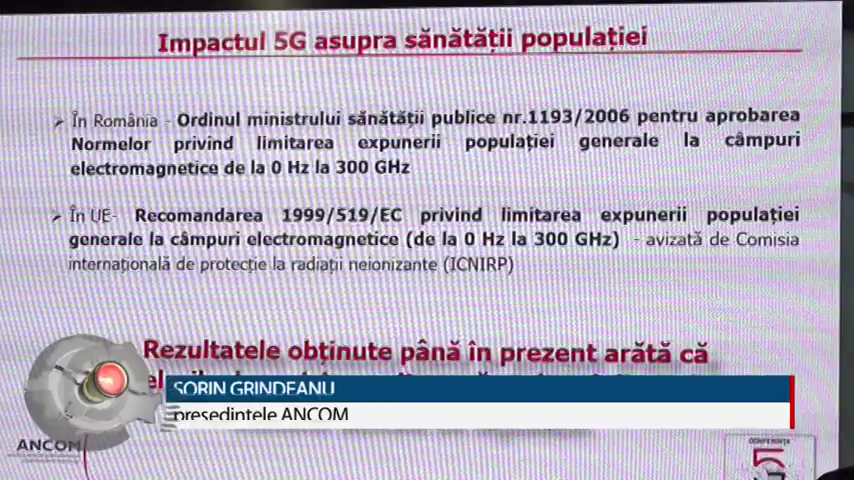 Impactul 5G asupra sănătății populației
➢ În România - Ordinul ministrului sănătății publice nr.1193/2006 pentru aprobarea
Normelor privind limitarea expunerii populației generale la câmpuri
electromagnetice de la 0 Hz la 300 GHz
➢ În UE- Recomandarea 1999/519/EC privind limitarea expunerii populației
generale la câmpuri electromagnetice (de la 0 Hz la 300 GHz) - avizată de Comisia
internațională de protecție la radiații neionizante (ICNIRP)
Rezultatele obținute până în prezent arată că
SORIN GRINDEANU
președintele ANCOM
ANCOM
CONFERINȚA
5